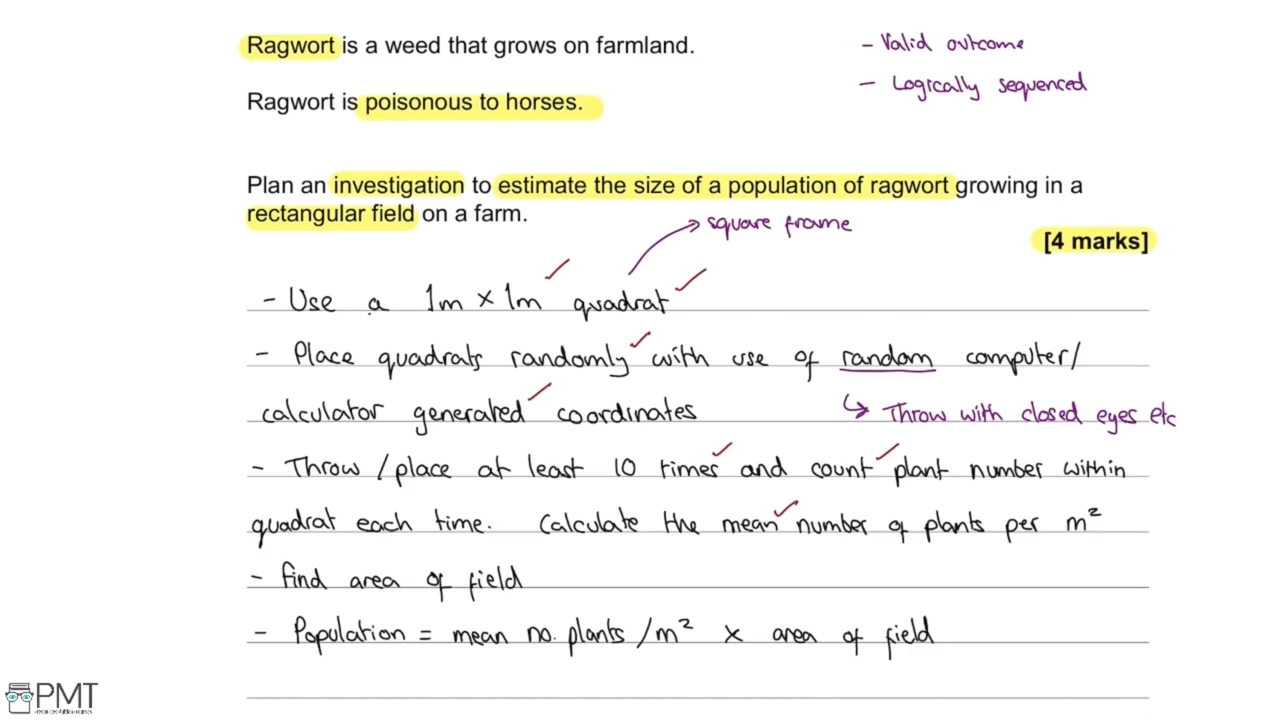 Ragwort is a weed that grows on farmland.
- Valid outcome
- Logically sequenced
Ragwort is poisonous to horses.
Plan an investigation to estimate the size of a population of ragwort growing in a
rectangular field on a farm.
square frame
[4 marks]
- Use a 1m × 1m quadrat
- Place quadrats randomly with use of random computer/
calculator generated coordinates
Throw with closed eyes etc
- Throw/place at least 10 times and count plant number within
quadrat each time. Calculate the mean number of plants per m²
- find area of field
- Population = mean no. plants/m² × area of field
PMT